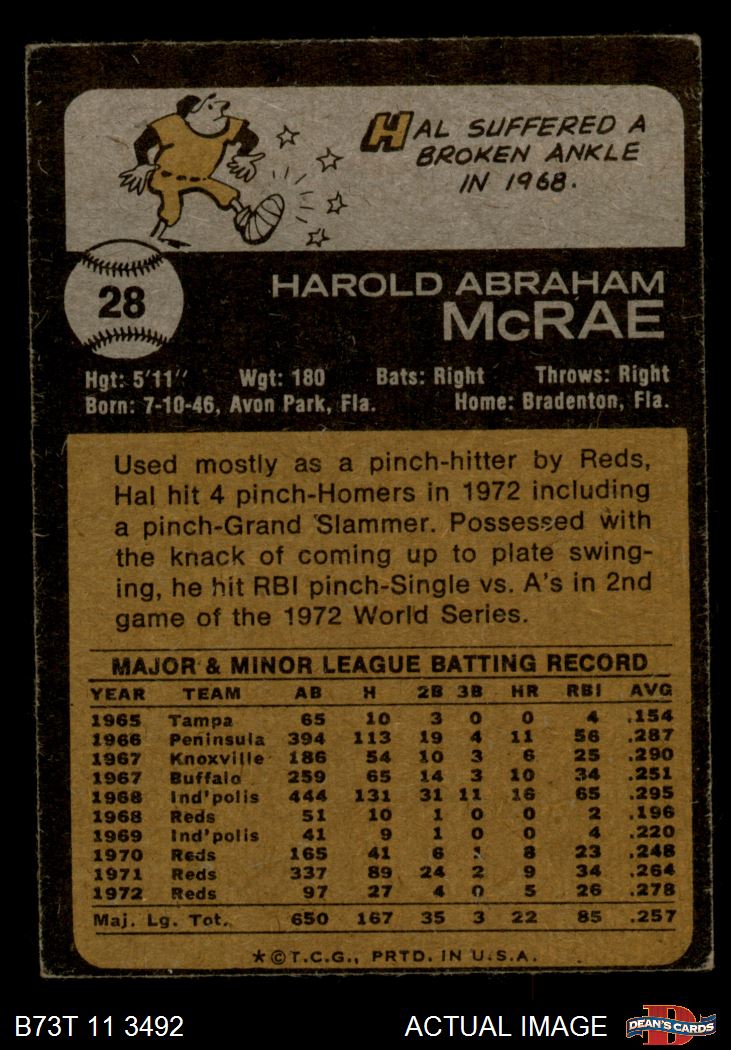 HAL SUFFERED A
BROKEN ANKLE
IN 1968.
28
HAROLD ABRAHAM
McRAE
Hgt: 5'11" Wgt: 180 Bats: Right Throws: Right
Born: 7-10-46, Avon Park, Fla. Home: Bradenton, Fla.
Used mostly as a pinch-hitter by Reds,
Hal hit 4 pinch-Homers in 1972 including
a pinch-Grand Slammer. Possessed with
the knack of coming up to plate swing-
ing, he hit RBI pinch-Single vs. A's in 2nd
game of the 1972 World Series.
MAJOR & MINOR LEAGUE BATTING RECORD
YEAR TEAM AB H 2B 3B HR RBI AVG
1965 Tampa 65 10 3 0 0 4 .154
1966 Peninsula 394 113 19 4 11 56 .287
1967 Knoxville 186 54 10 3 6 25 .290
1967 Buffalo 259 65 14 3 10 34 .251
1968 Ind'polis 444 131 31 11 16 65 .295
1968 Reds 51 10 1 0 0 2 .196
1969 Ind'polis 41 9 1 0 0 4 .220
1970 Reds 165 41 6 1 8 23 .248
1971 Reds 337 89 24 2 9 34 .264
1972 Reds 97 27 4 0 5 26 .278
Maj. Lg. Tot. 650 167 35 3 22 85 .257
★©T.C.G., PRTD. IN U.S.A.
B73T 11 3492 ACTUAL IMAGE D DEAN'S CARDS